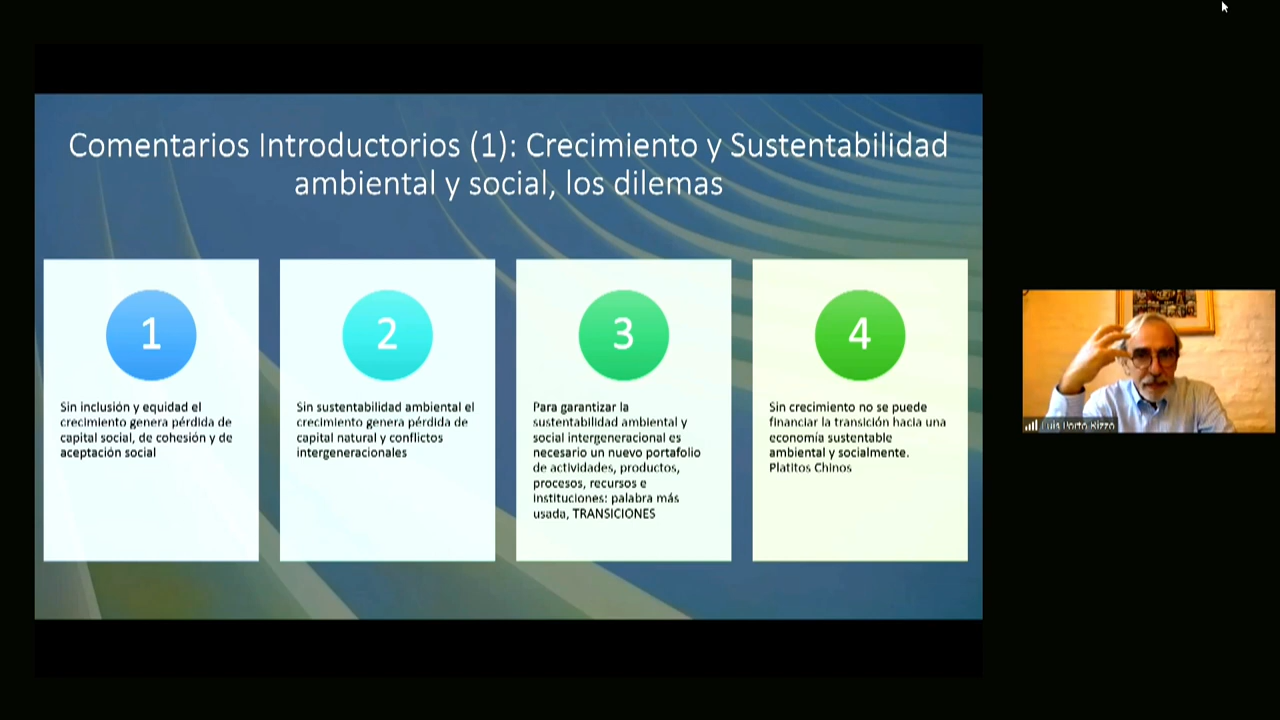 Comentarios Introductorios (1): Crecimiento y Sustentabilidad
ambiental y social, los dilemas
1
Sin inclusión y equidad el
crecimiento genera pérdida de
capital social, de cohesión y de
aceptación social
2
Sin sustentabilidad ambiental el
crecimiento genera pérdida de
capital natural y conflictos
intergeneracionales
3
Para garantizar la
sustentabilidad ambiental y
social intergeneracional es
necesario un nuevo portafolio
de actividades, productos,
procesos, recursos e
instituciones: palabra más
usada, TRANSICIONES
4
Sin crecimiento no se puede
financiar la transición hacia una
economía sustentable
ambiental y socialmente.
Platitos Chinos
Luis Porto Rizzo